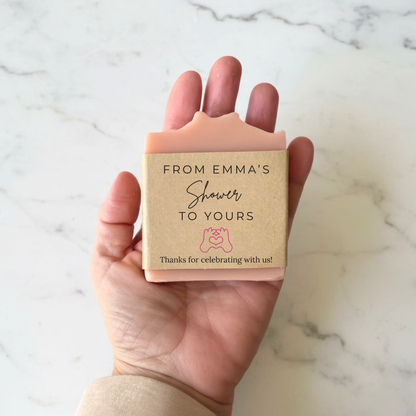 FROM EMMA'S
Shower
TO YOURS
Thanks for celebrating with us!